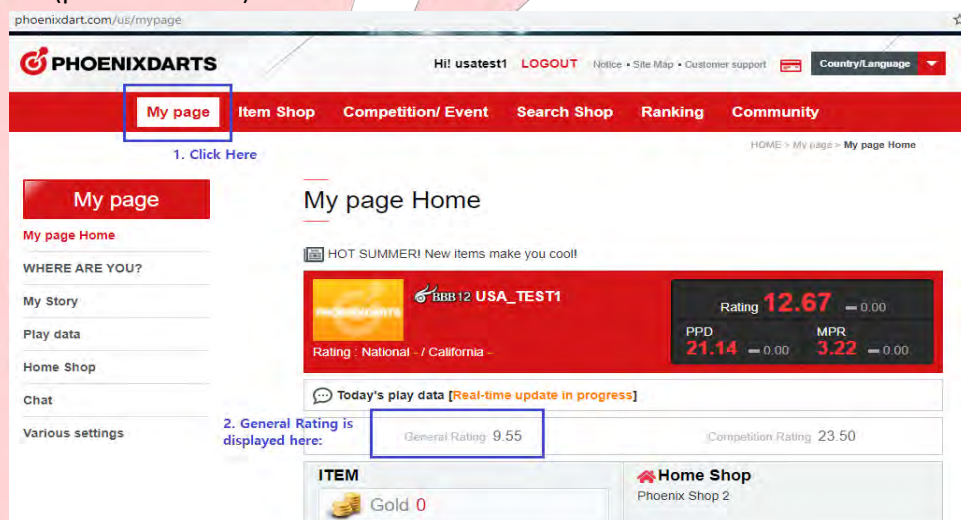 phoenixdart.com/us/mypage
PHOENIXDARTS
Hi! usatest1 LOGOUT Notice • Site Map • Customer support Country/Language
My page Item Shop Competition/ Event Search Shop Ranking Community
1. Click Here
HOME > My page > My page Home
My page
My page Home
WHERE ARE YOU?
My Story
Play data
Home Shop
Chat
Various settings
My page Home
HOT SUMMER! New items make you cool!
BBB12 USA_TEST1
Rating : National - / California -
Rating 12.67 0.00
PPD MPR
21.14 0.00 3.22 0.00
Today's play data [Real-time update in progress]
2. General Rating is
displayed here:
General Rating 9.55 Competition Rating 23.50
ITEM
Gold 0
Home Shop
Phoenix Shop 2